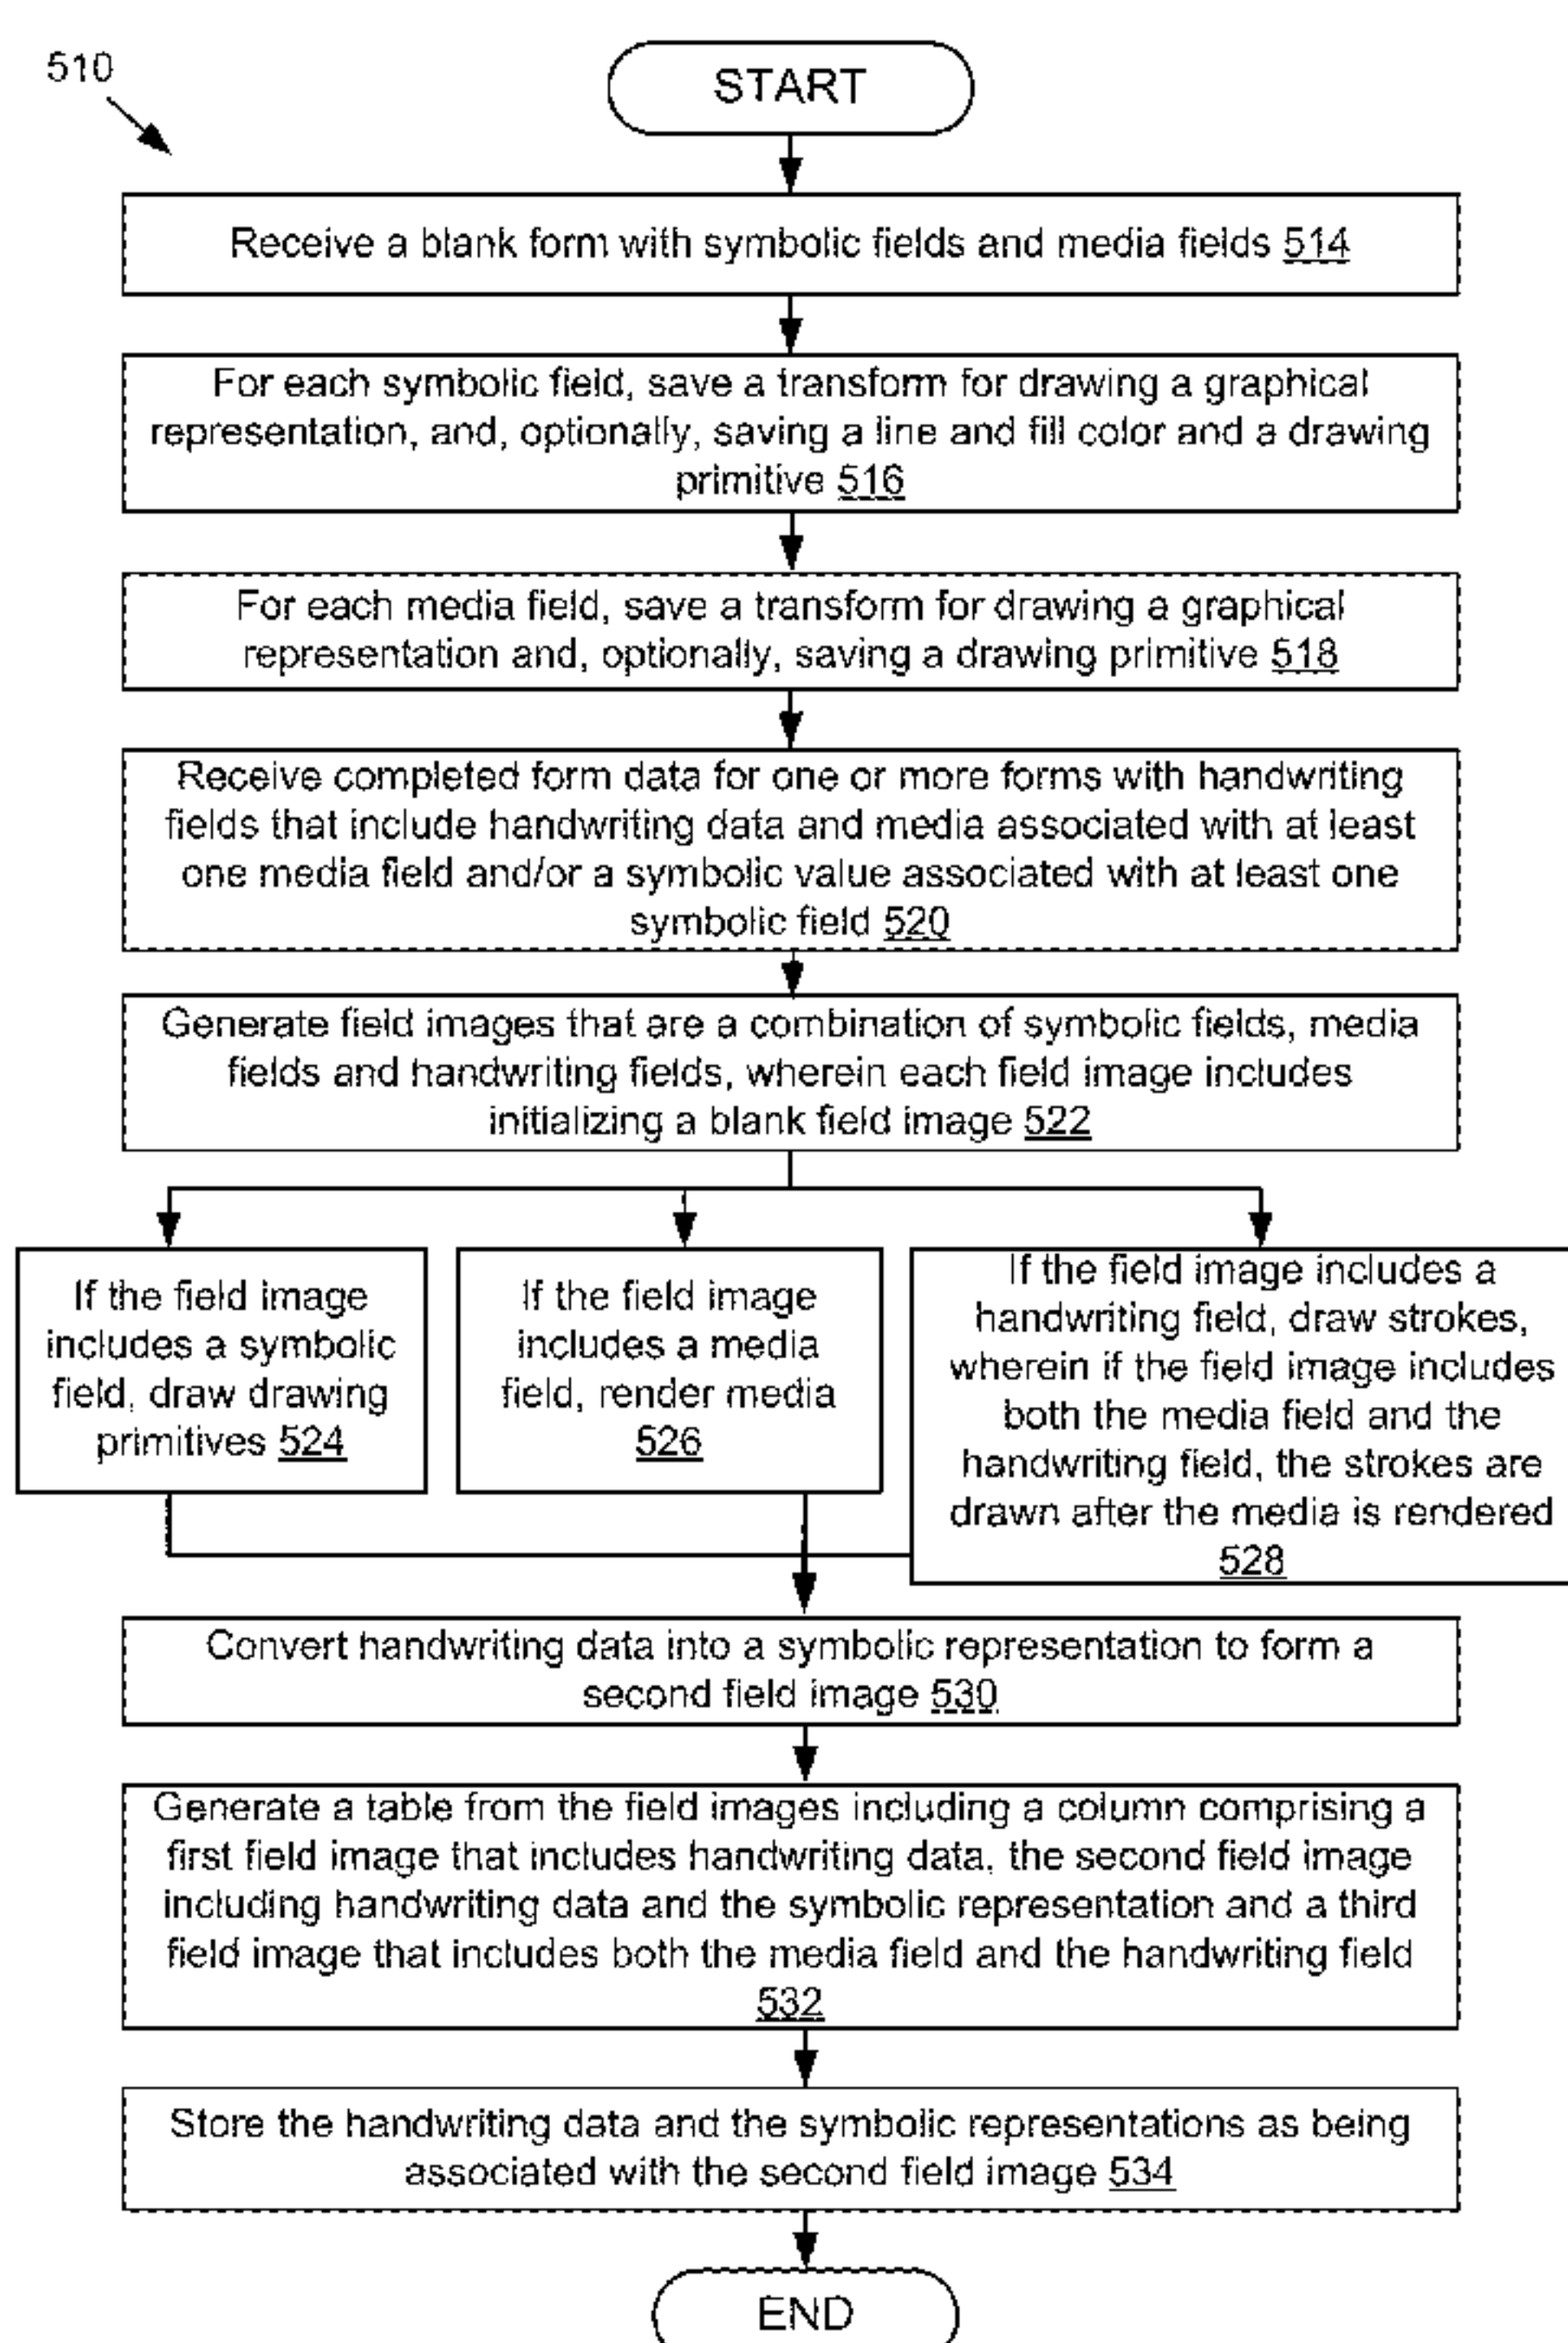 510
START
Receive a blank form with symbolic fields and media fields 514
For each symbolic field, save a transform for drawing a graphical
representation, and, optionally, saving a line and fill color and a drawing
primitive 516
For each media field, save a transform for drawing a graphical
representation and, optionally, saving a drawing primitive 518
Receive completed form data for one or more forms with handwriting
fields that include handwriting data and media associated with at least
one media field and/or a symbolic value associated with at least one
symbolic field 520
Generate field images that are a combination of symbolic fields, media
fields and handwriting fields, wherein each field image includes
initializing a blank field image 522
If the field image
includes a symbolic
field, draw drawing
primitives 524
If the field image
includes a media
field, render media
526
If the field image includes a
handwriting field, draw strokes,
wherein if the field image includes
both the media field and the
handwriting field, the strokes are
drawn after the media is rendered
528
Convert handwriting data into a symbolic representation to form a
second field image 530
Generate a table from the field images including a column comprising a
first field image that includes handwriting data, the second field image
including handwriting data and the symbolic representation and a third
field image that includes both the media field and the handwriting field
532
Store the handwriting data and the symbolic representations as being
associated with the second field image 534
END